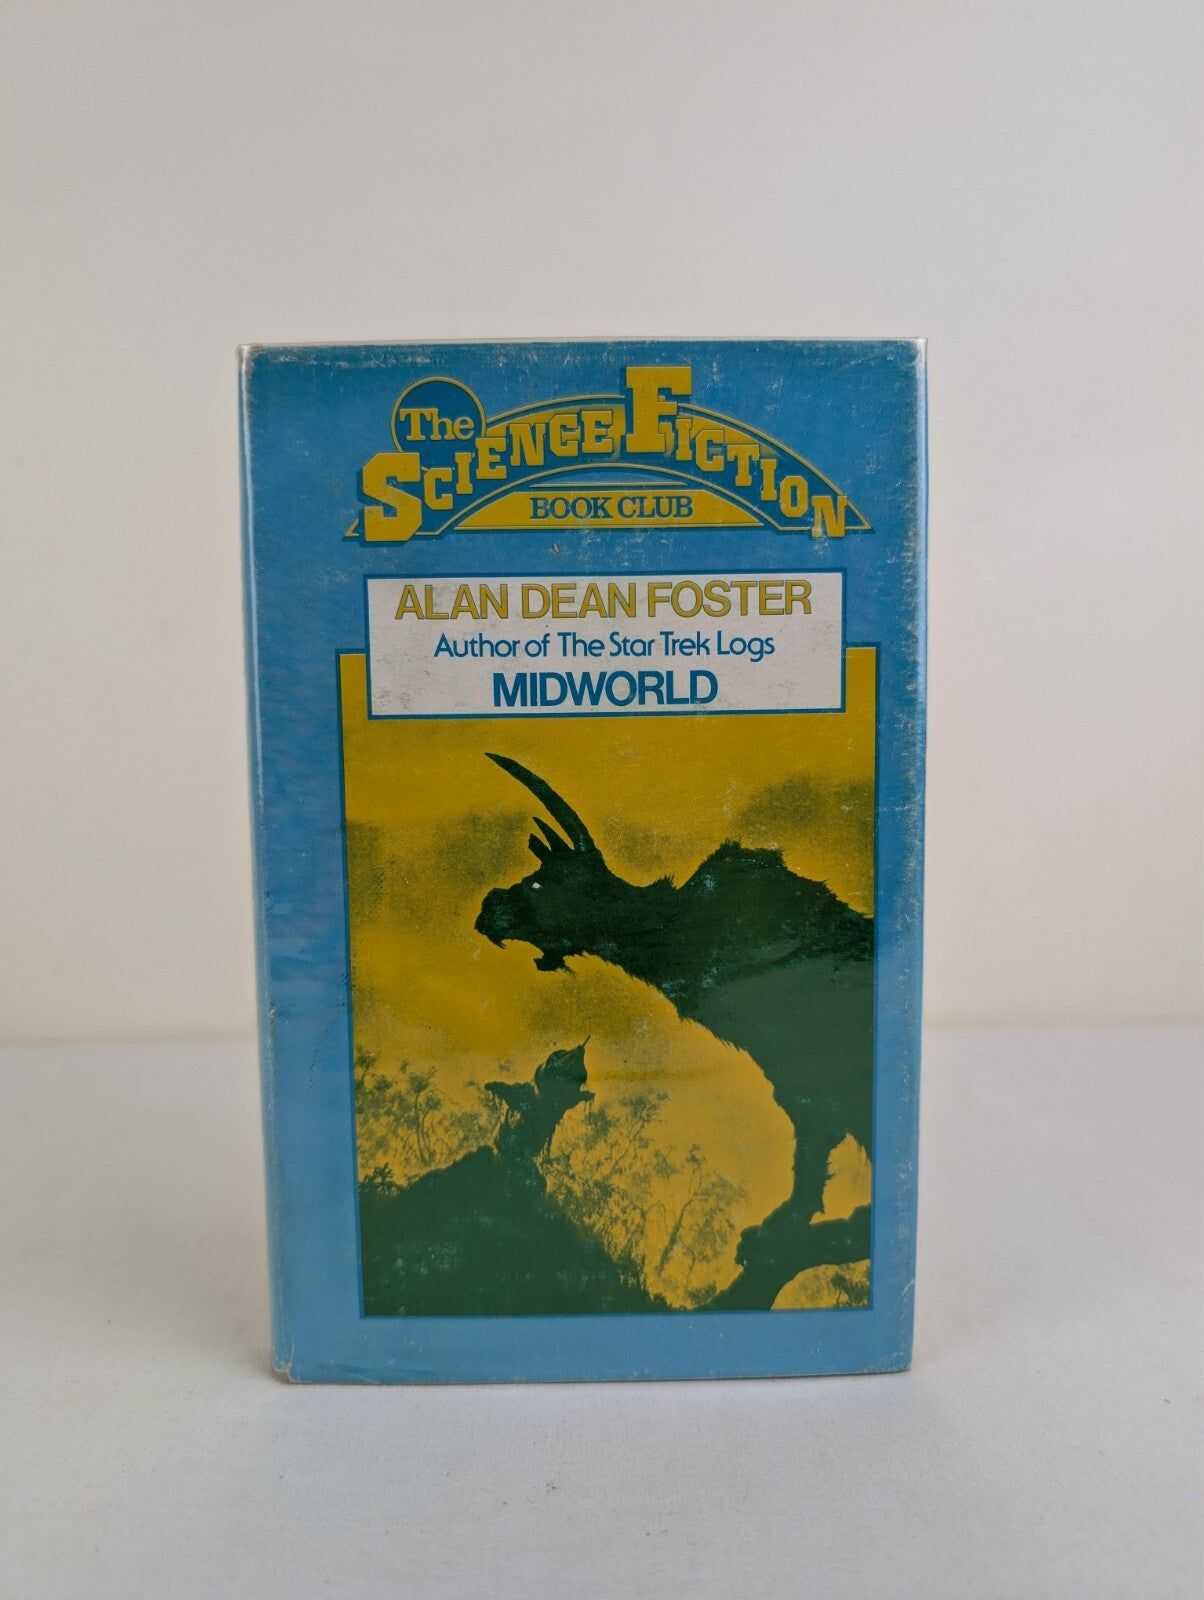 The
SCIENCE FICTION
BOOK CLUB
ALAN DEAN FOSTER
Author of The Star Trek Logs
MIDWORLD